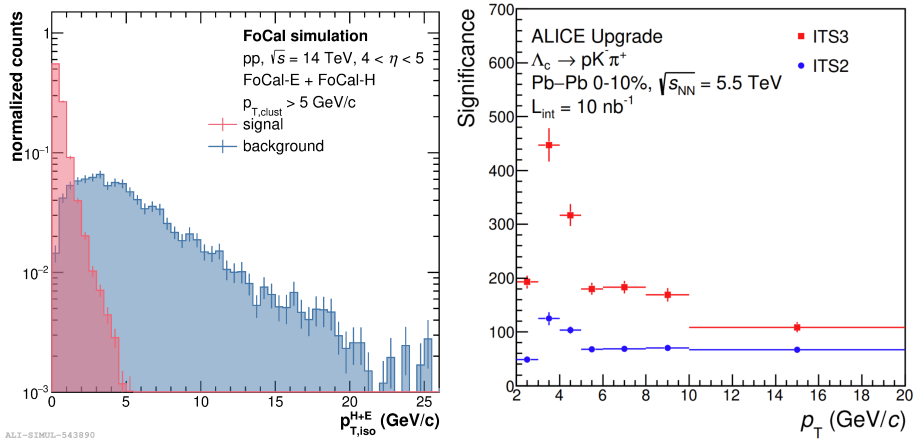 normalized counts
1
10⁻¹
10⁻²
10⁻³
FoCal simulation
pp, √s = 14 TeV, 4 < η < 5
FoCal-E + FoCal-H
p_T,clust > 5 GeV/c
signal
background
0 5 10 15 20 25
p^H+E_T,iso (GeV/c)
ALI-SIMUL-543890
Significance
700
600
500
400
300
200
100
0
ALICE Upgrade
Λ_c → pK⁻π⁺
Pb–Pb 0-10%, √s_NN = 5.5 TeV
L_int = 10 nb⁻¹
ITS3
ITS2
2 4 6 8 10 12 14 16 18 20
p_T (GeV/c)